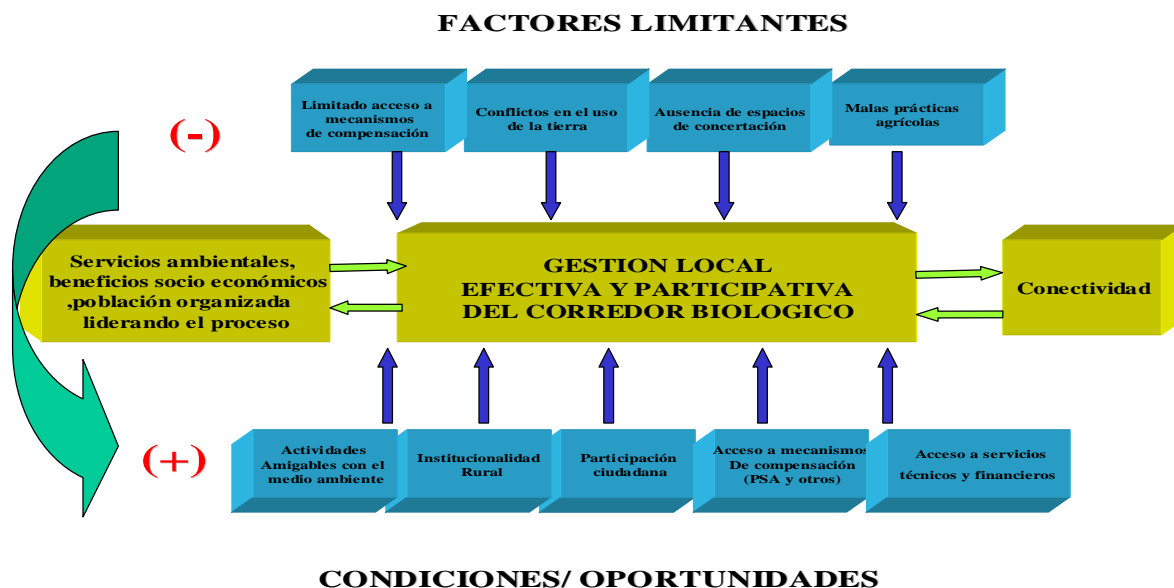 FACTORES LIMITANTES
Limitado acceso a
mecanismos
de compensación
Conflictos en el uso
de la tierra
Ausencia de espacios
de concertación
Malas prácticas
agrícolas
(-)
Servicios ambientales,
beneficios socio económicos
,población organizada
liderando el proceso
GESTION LOCAL
EFECTIVA Y PARTICIPATIVA
DEL CORREDOR BIOLOGICO
Conectividad
(+)
Actividades
Amigables con el
medio ambiente
Institucionalidad
Rural
Participación
ciudadana
Acceso a mecanismos
De compensación
(PSA y otros)
Acceso a servicios
técnicos y financieros
CONDICIONES/ OPORTUNIDADES